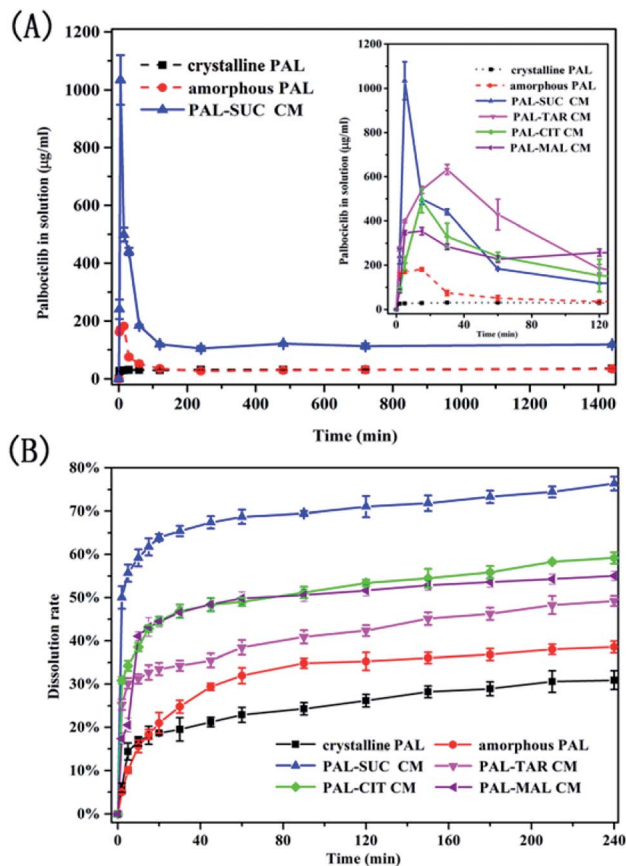 (A)
1200
1000
800
600
400
200
0
Palbociclib in solution (μg/ml)
crystalline PAL
amorphous PAL
PAL-SUC CM
1200
1000
800
600
400
200
0
Palbociclib in solution (μg/ml)
crystalline PAL
amorphous PAL
PAL-SUC CM
PAL-TAR CM
PAL-CIT CM
PAL-MAL CM
0 20 40 60 80 100 120
Time (min)
0 200 400 600 800 1000 1200 1400
Time (min)
(B)
80%
70%
60%
50%
40%
30%
20%
10%
0%
Dissolution rate
crystalline PAL amorphous PAL
PAL-SUC CM PAL-TAR CM
PAL-CIT CM PAL-MAL CM
0 40 80 120 160 200 240
Time (min)